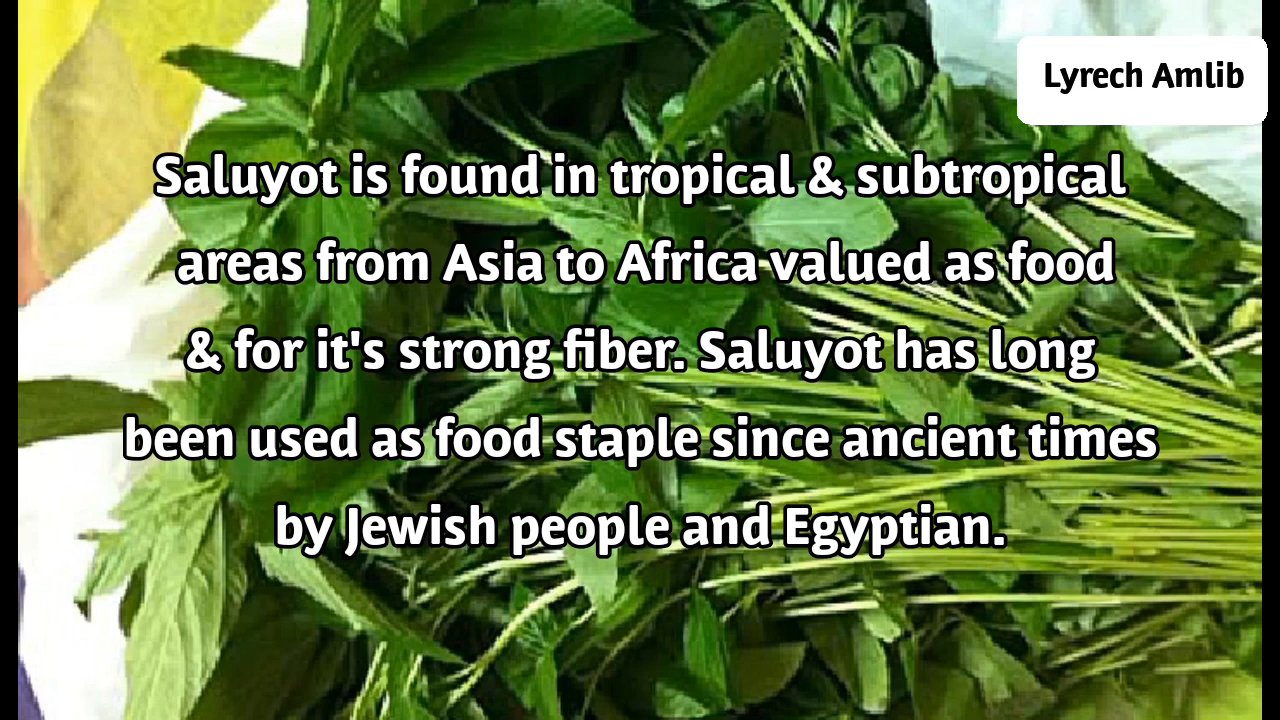 Lyrech Amlib
Saluyot is found in tropical & subtropical
areas from Asia to Africa valued as food
& for it's strong fiber. Saluyot has long
been used as food staple since ancient times
by Jewish people and Egyptian.